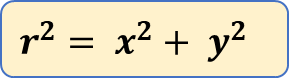 r² = x² + y²